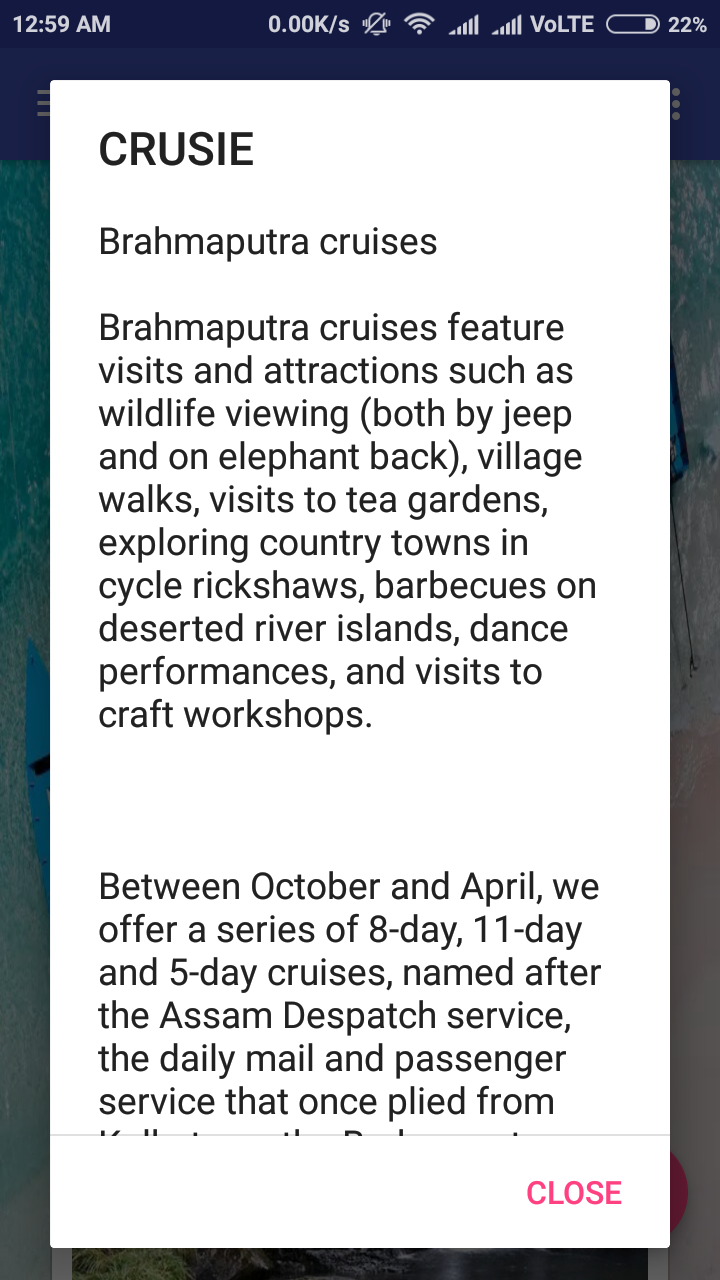 12:59 AM 0.00K/s VoLTE 22%
CRUSIE
Brahmaputra cruises
Brahmaputra cruises feature
visits and attractions such as
wildlife viewing (both by jeep
and on elephant back), village
walks, visits to tea gardens,
exploring country towns in
cycle rickshaws, barbecues on
deserted river islands, dance
performances, and visits to
craft workshops.
Between October and April, we
offer a series of 8-day, 11-day
and 5-day cruises, named after
the Assam Despatch service,
the daily mail and passenger
service that once plied from
CLOSE